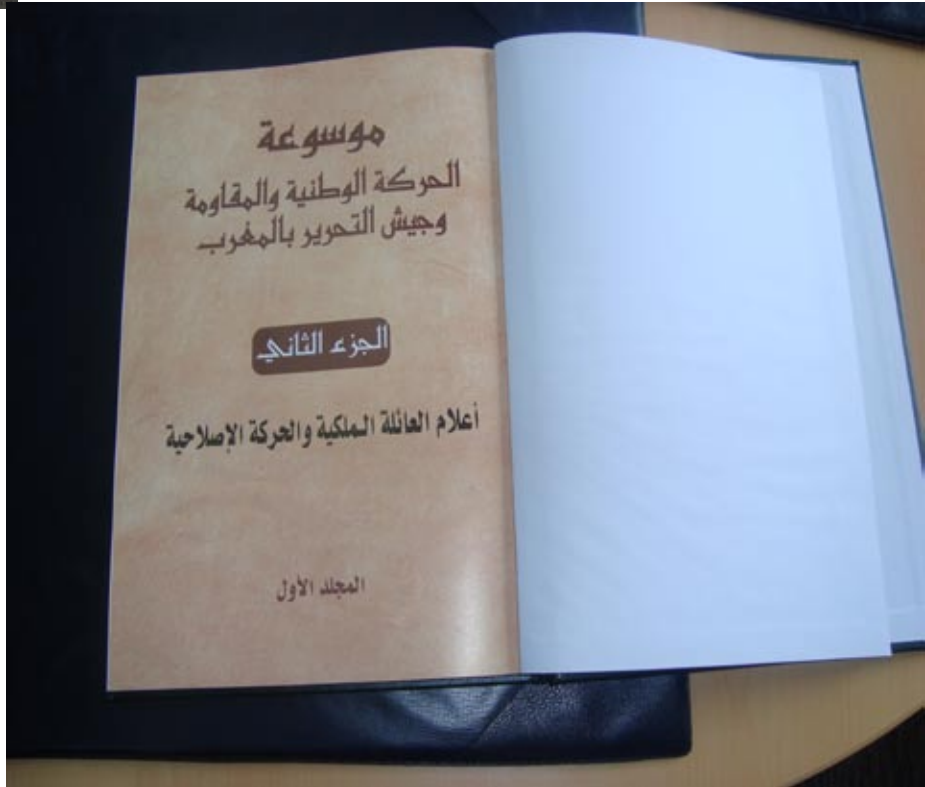 موسوعة
الحركة الوطنية والمقاومة
وجيش التحرير بالمغرب
الجزء الثاني
أعلام العائلة الملكية والحركة الإصلاحية
المجلد الأول